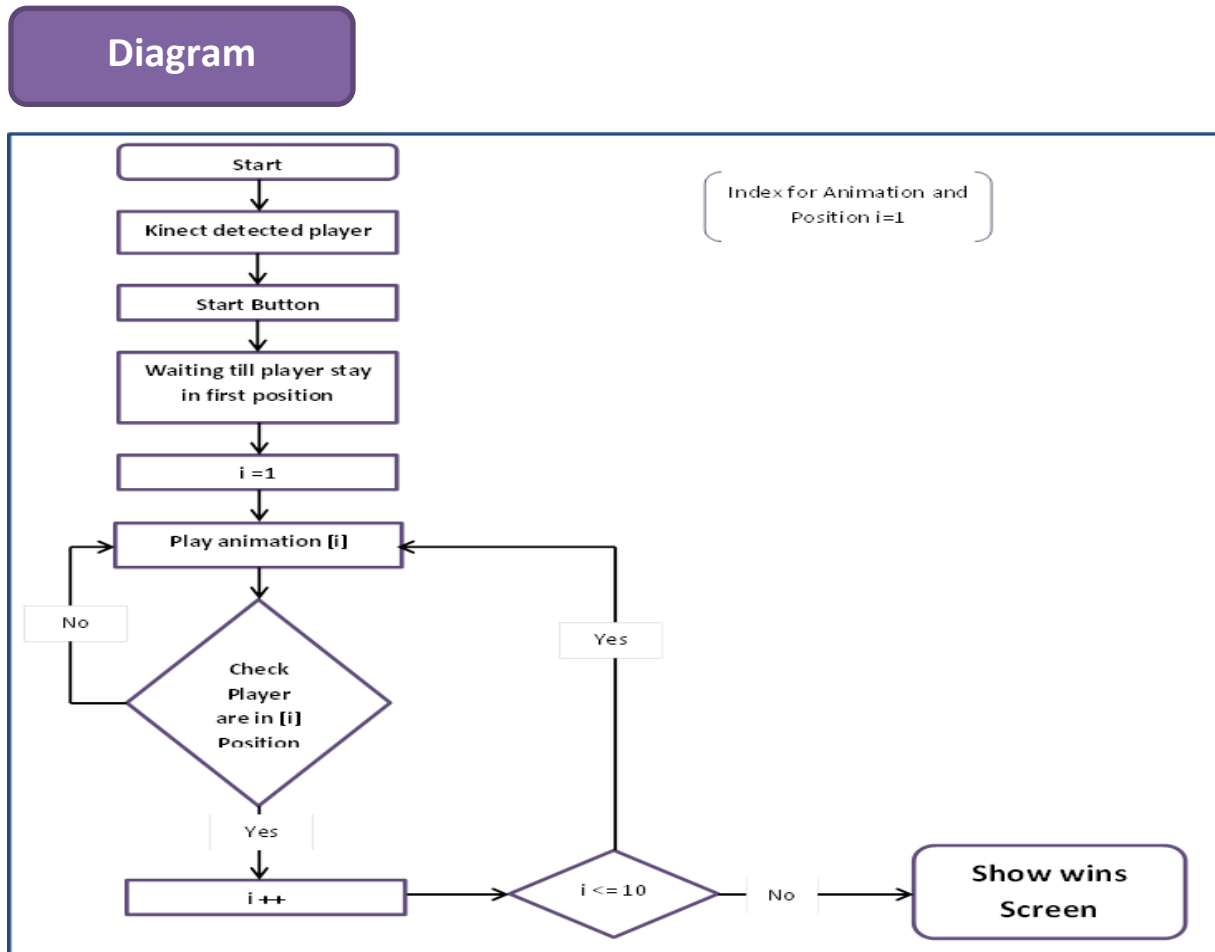 Diagram
Start
Index for Animation and
Position i=1
Kinect detected player
Start Button
Waiting till player stay
in first position
i =1
Play animation [i]
No
Yes
Check
Player
are in [i]
Position
Yes
i ++
i <= 10
No
Show wins
Screen